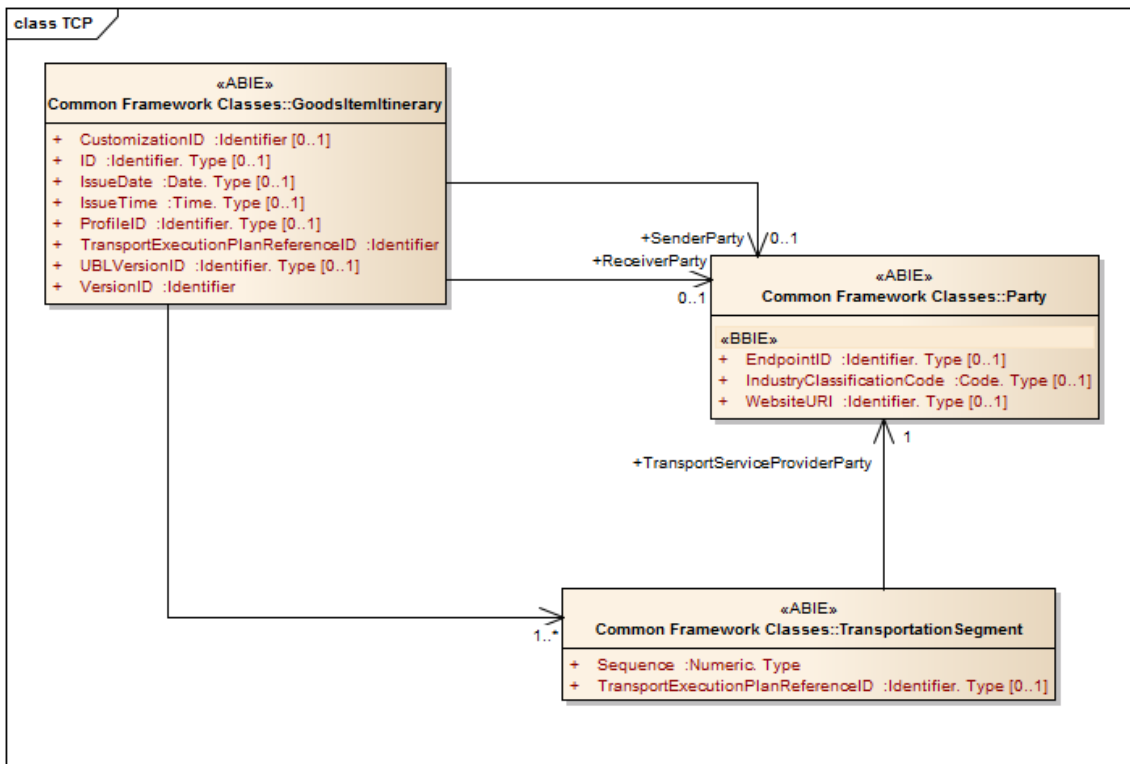 class TCP
«ABIE»
Common Framework Classes::GoodsItemItinerary
+ CustomizationID :Identifier [0..1]
+ ID :Identifier. Type [0..1]
+ IssueDate :Date. Type [0..1]
+ IssueTime :Time. Type [0..1]
+ ProfileID :Identifier. Type [0..1]
+ TransportExecutionPlanReferenceID :Identifier
+ UBLVersionID :Identifier. Type [0..1]
+ VersionID :Identifier
+SenderParty
0..1
+ReceiverParty
0..1
«ABIE»
Common Framework Classes::Party
«BBIE»
+ EndpointID :Identifier. Type [0..1]
+ IndustryClassificationCode :Code. Type [0..1]
+ WebsiteURI :Identifier. Type [0..1]
1
+TransportServiceProviderParty
1..*
«ABIE»
Common Framework Classes::TransportationSegment
+ Sequence :Numeric. Type
+ TransportExecutionPlanReferenceID :Identifier. Type [0..1]